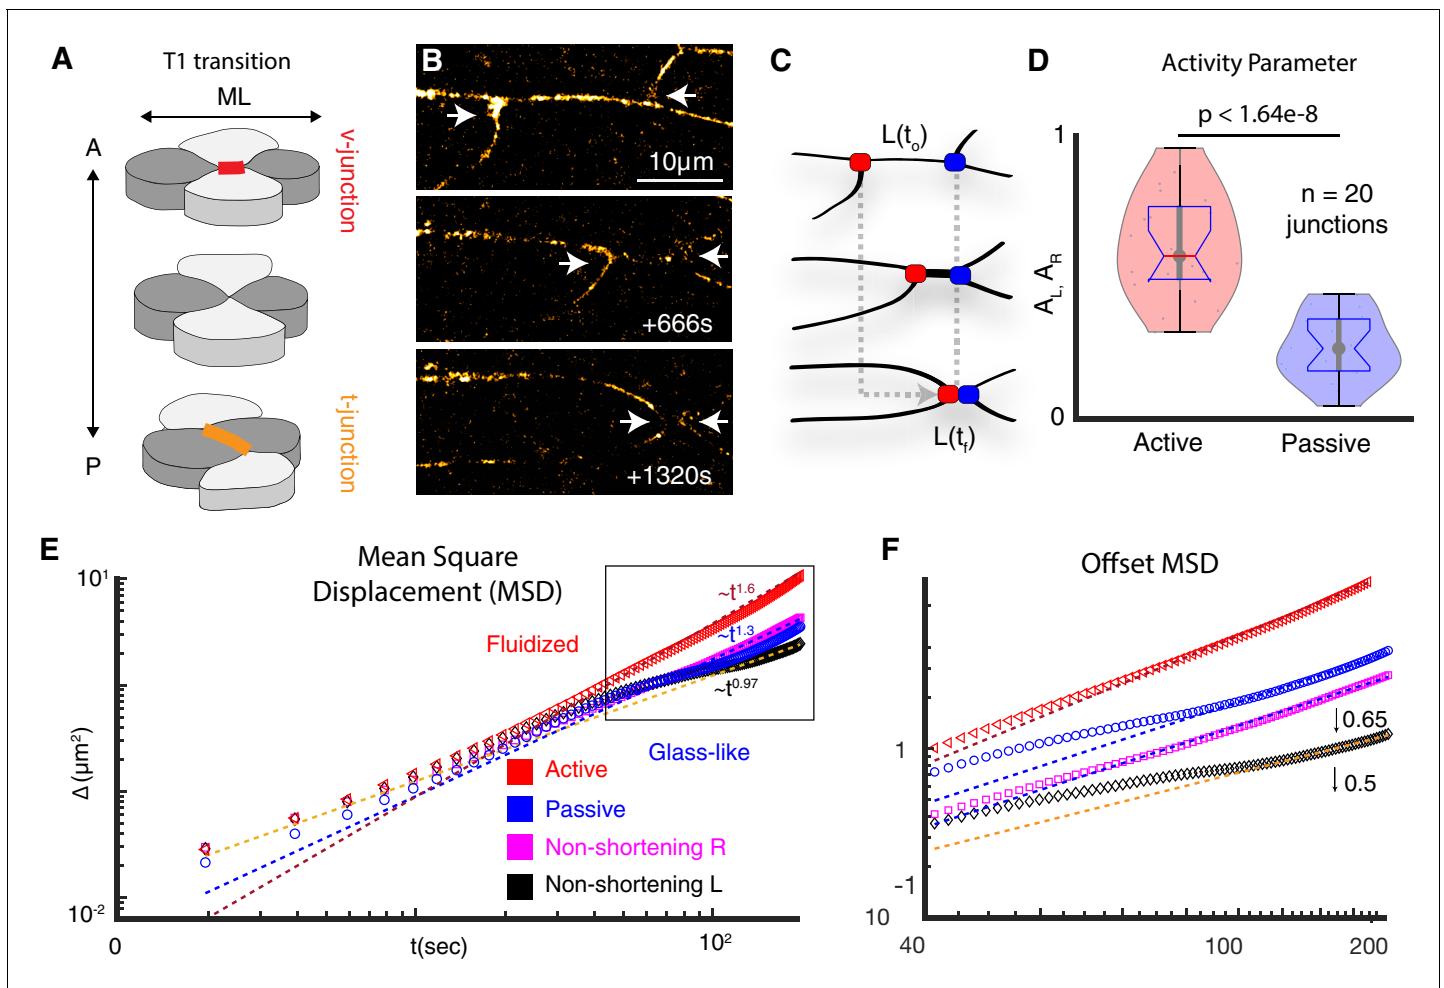 A
T1 transition
ML
A
P
v-junction
t-junction
B
10µm
+666s
+1320s
C
L(to)
L(tf)
D
Activity Parameter
p < 1.64e-8
1
n = 20
junctions
AL, AR
0
Active
Passive
E
Mean Square
Displacement (MSD)
10¹
~t1.6
Fluidized
~t1.3
~t0.97
Δ (µm²)
Glass-like
Active
Passive
Non-shortening R
Non-shortening L
10-2
0
t(sec)
10²
F
Offset MSD
1
0.65
0.5
-1
10
40
100
200